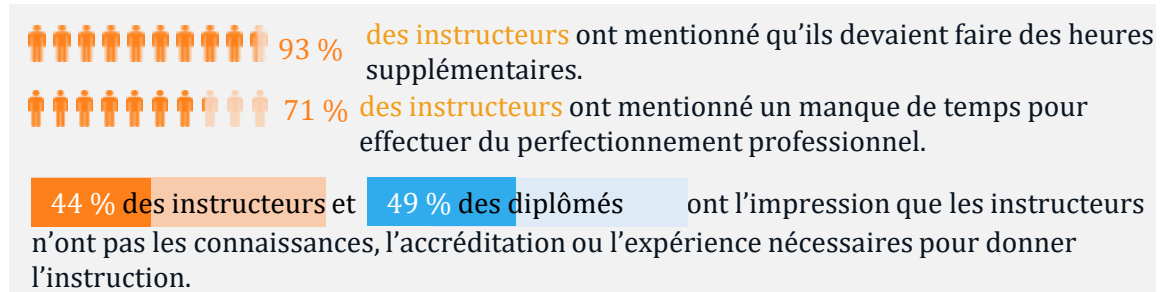 93 % des instructeurs ont mentionné qu’ils devaient faire des heures
supplémentaires.
71 % des instructeurs ont mentionné un manque de temps pour
effectuer du perfectionnement professionnel.
44 % des instructeurs et 49 % des diplômés ont l’impression que les instructeurs
n’ont pas les connaissances, l’accréditation ou l’expérience nécessaires pour donner
l’instruction.